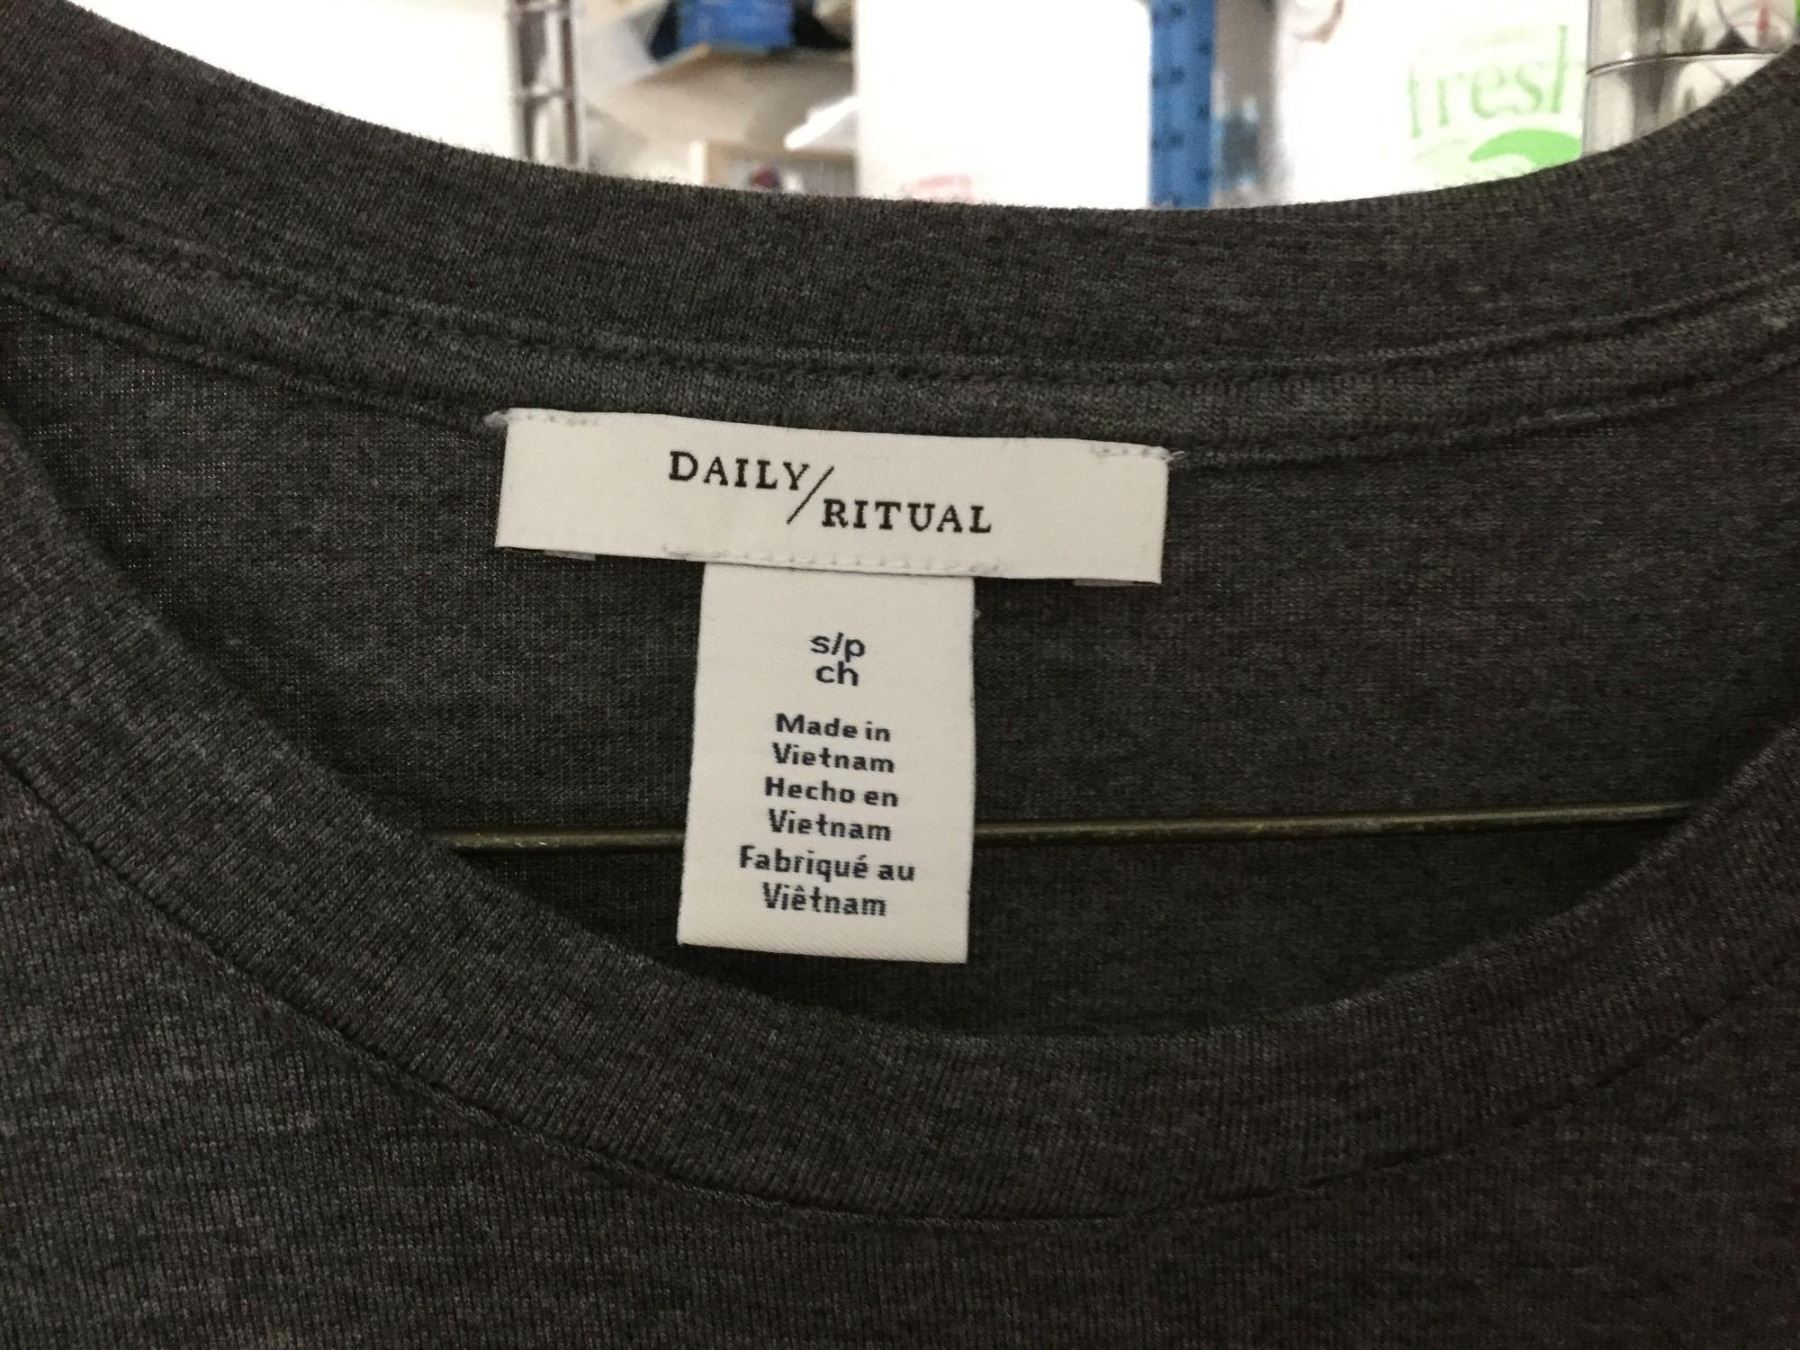 fresh
DAILY/
RITUAL
s/p
ch
Made in
Vietnam
Hecho en
Vietnam
Fabriqué au
Viêtnam